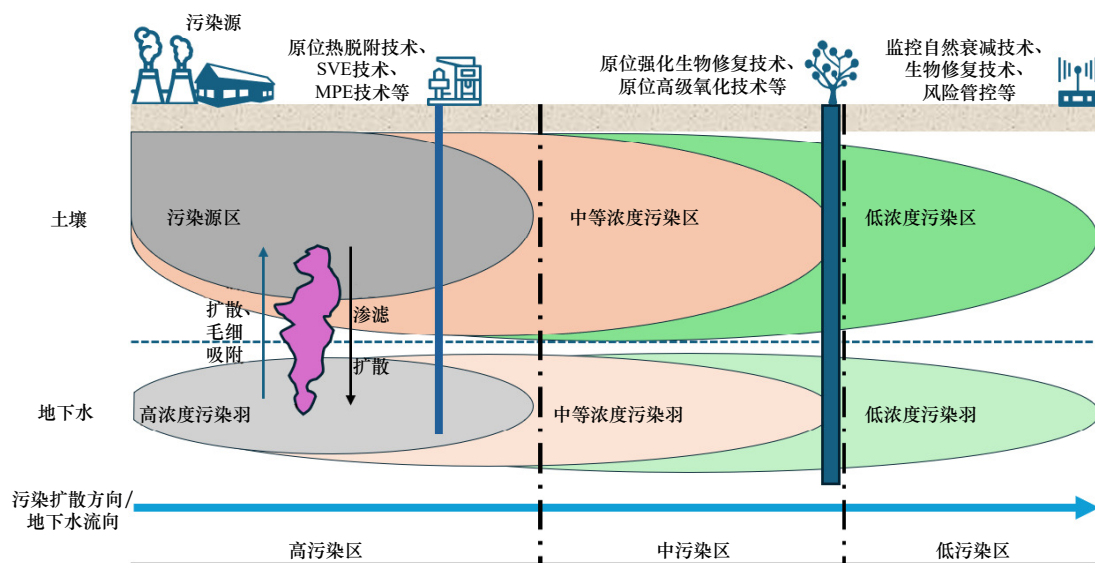 污染源
原位热脱附技术、
SVE技术、
MPE技术等
原位强化生物修复技术、
原位高级氧化技术等
监控自然衰减技术、
生物修复技术、
风险管控等
土壤
污染源区
中等浓度污染区
低浓度污染区
扩散、
毛细
吸附
渗滤
扩散
地下水
高浓度污染羽
中等浓度污染羽
低浓度污染羽
污染扩散方向/
地下水流向
高污染区
中污染区
低污染区